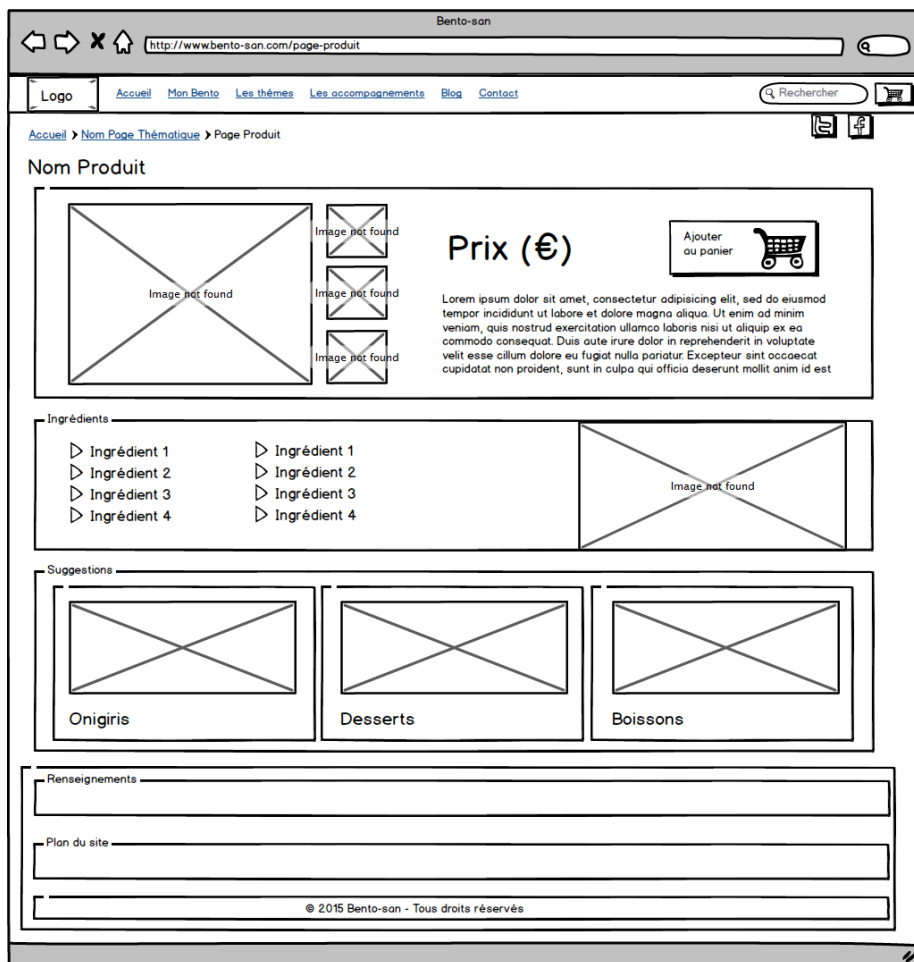 Bento-san
http://www.bento-san.com/page-produit
Logo
Accueil Mon Bento Les thèmes Les accompagnements Blog Contact
Rechercher
Accueil Nom Page Thématique Page Produit
Nom Produit
Image not found
Image not found
Image not found
Image not found
Prix (€)
Ajouter
au panier
Lorem ipsum dolor sit amet, consectetur adipisicing elit, sed do eiusmod
tempor incididunt ut labore et dolore magna aliqua. Ut enim ad minim
veniam, quis nostrud exercitation ullamco laboris nisi ut aliquip ex ea
commodo consequat. Duis aute irure dolor in reprehenderit in voluptate
velit esse cillum dolore eu fugiat nulla pariatur. Excepteur sint occaecat
cupidatat non proident, sunt in culpa qui officia deserunt mollit anim id est
Ingrédients
Ingrédient 1
Ingrédient 2
Ingrédient 3
Ingrédient 4
Ingrédient 1
Ingrédient 2
Ingrédient 3
Ingrédient 4
Image not found
Suggestions
Onigiris
Desserts
Boissons
Renseignements
Plan du site
© 2015 Bento-san - Tous droits réservés